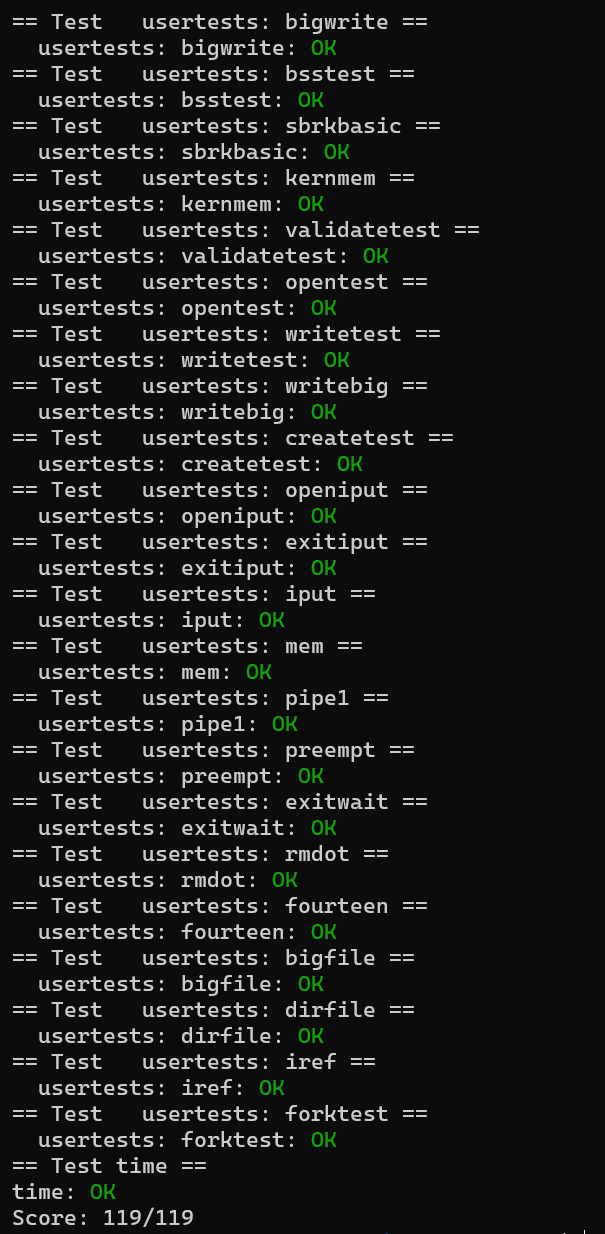 == Test   usertests: bigwrite ==
  usertests: bigwrite: OK
== Test   usertests: bsstest ==
  usertests: bsstest: OK
== Test   usertests: sbrkbasic ==
  usertests: sbrkbasic: OK
== Test   usertests: kernmem ==
  usertests: kernmem: OK
== Test   usertests: validatetest ==
  usertests: validatetest: OK
== Test   usertests: opentest ==
  usertests: opentest: OK
== Test   usertests: writetest ==
  usertests: writetest: OK
== Test   usertests: writebig ==
  usertests: writebig: OK
== Test   usertests: createtest ==
  usertests: createtest: OK
== Test   usertests: openiput ==
  usertests: openiput: OK
== Test   usertests: exitiput ==
  usertests: exitiput: OK
== Test   usertests: iput ==
  usertests: iput: OK
== Test   usertests: mem ==
  usertests: mem: OK
== Test   usertests: pipe1 ==
  usertests: pipe1: OK
== Test   usertests: preempt ==
  usertests: preempt: OK
== Test   usertests: exitwait ==
  usertests: exitwait: OK
== Test   usertests: rmdot ==
  usertests: rmdot: OK
== Test   usertests: fourteen ==
  usertests: fourteen: OK
== Test   usertests: bigfile ==
  usertests: bigfile: OK
== Test   usertests: dirfile ==
  usertests: dirfile: OK
== Test   usertests: iref ==
  usertests: iref: OK
== Test   usertests: forktest ==
  usertests: forktest: OK
== Test time ==
time: OK
Score: 119/119